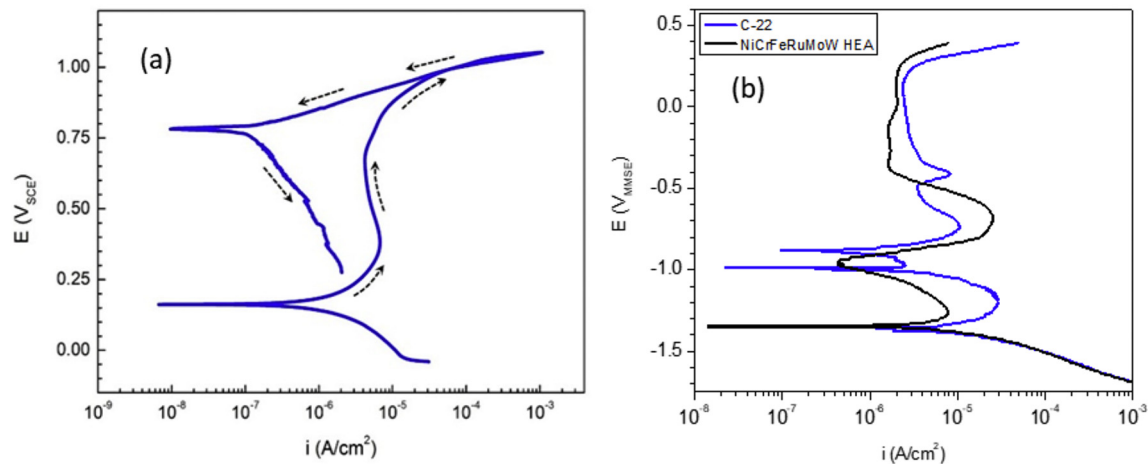 (a)
E (V_SCE)
1.00
0.75
0.50
0.25
0.00
10^-9 10^-8 10^-7 10^-6 10^-5 10^-4 10^-3
i (A/cm^2)
C-22
NiCrFeRuMoW HEA
(b)
E (V_MMSE)
0.0
-0.5
-1.0
-1.5
10^-8 10^-7 10^-6 10^-5 10^-4 10^-3
i (A/cm^2)